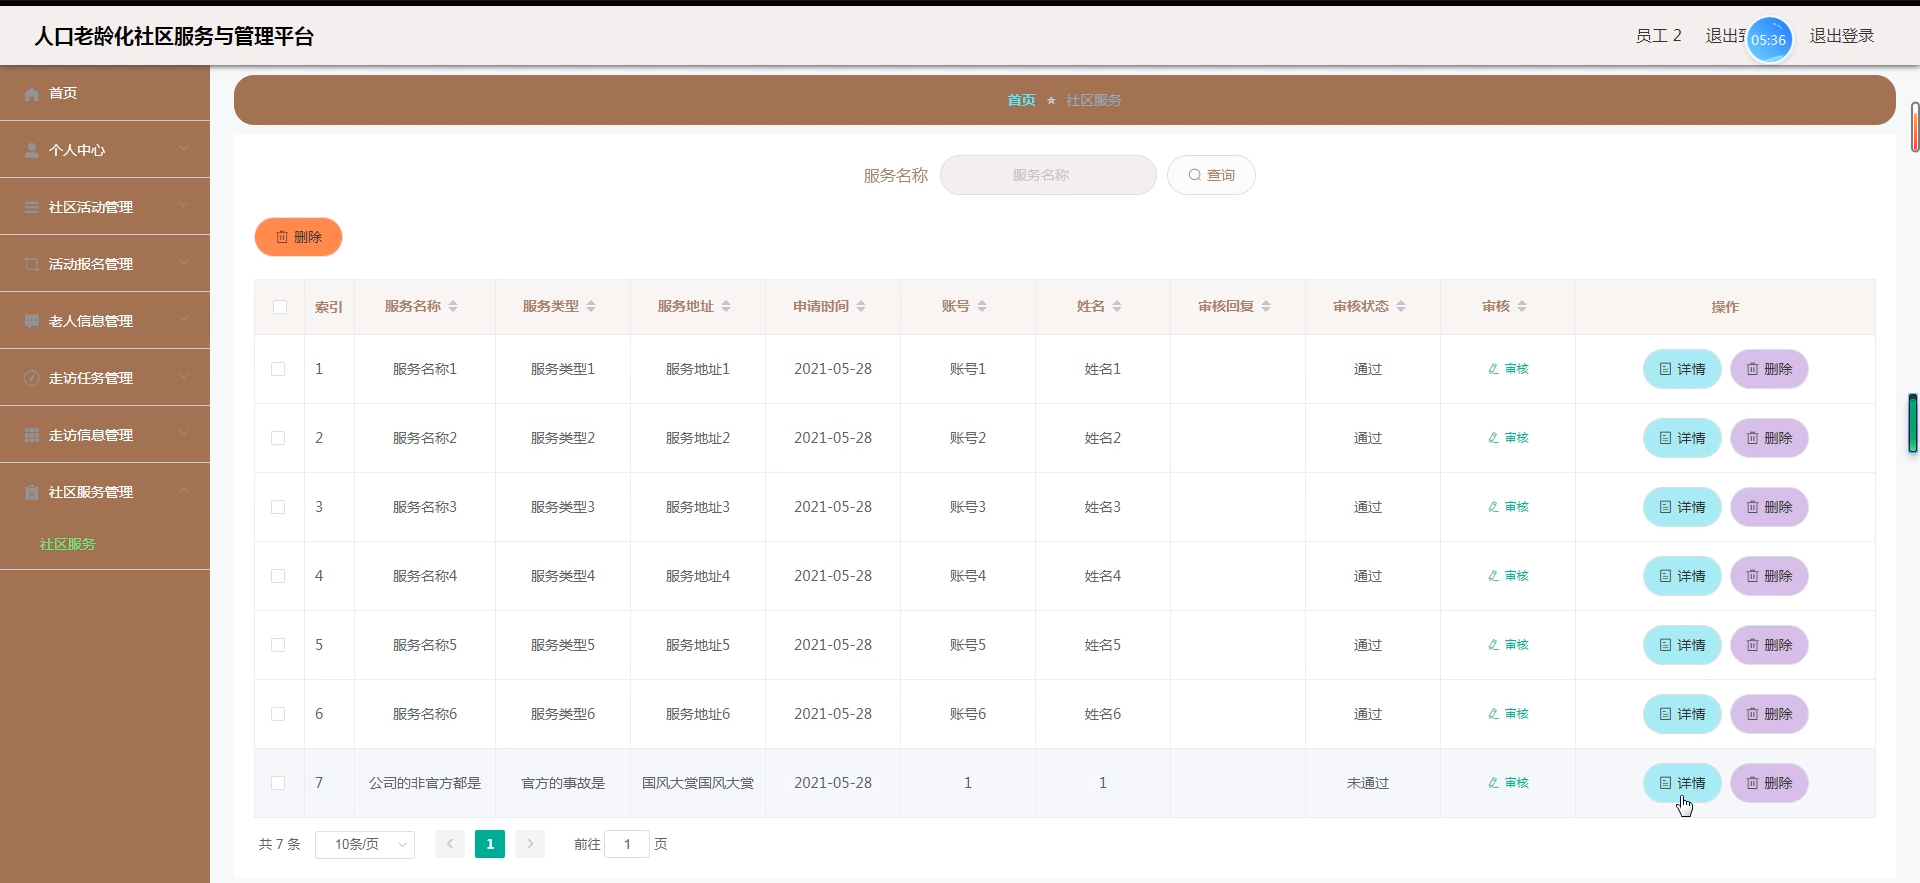 人口老龄化社区服务与管理平台
员工 2 退出到 05:36 退出登录
首页
个人中心
社区活动管理
活动报名管理
老人信息管理
走访任务管理
走访信息管理
社区服务管理
社区服务
首页 ★ 社区服务
服务名称 服务名称 查询
删除
索引 服务名称 服务类型 服务地址 申请时间 账号 姓名 审核回复 审核状态 审核 操作
1 服务名称1 服务类型1 服务地址1 2021-05-28 账号1 姓名1 通过 审核 详情 删除
2 服务名称2 服务类型2 服务地址2 2021-05-28 账号2 姓名2 通过 审核 详情 删除
3 服务名称3 服务类型3 服务地址3 2021-05-28 账号3 姓名3 通过 审核 详情 删除
4 服务名称4 服务类型4 服务地址4 2021-05-28 账号4 姓名4 通过 审核 详情 删除
5 服务名称5 服务类型5 服务地址5 2021-05-28 账号5 姓名5 通过 审核 详情 删除
6 服务名称6 服务类型6 服务地址6 2021-05-28 账号6 姓名6 通过 审核 详情 删除
7 公司的非官方都是 官方的事故是 国风大赏国风大赏 2021-05-28 1 1 未通过 审核 详情 删除
共 7 条 10条/页 1 前往 1 页